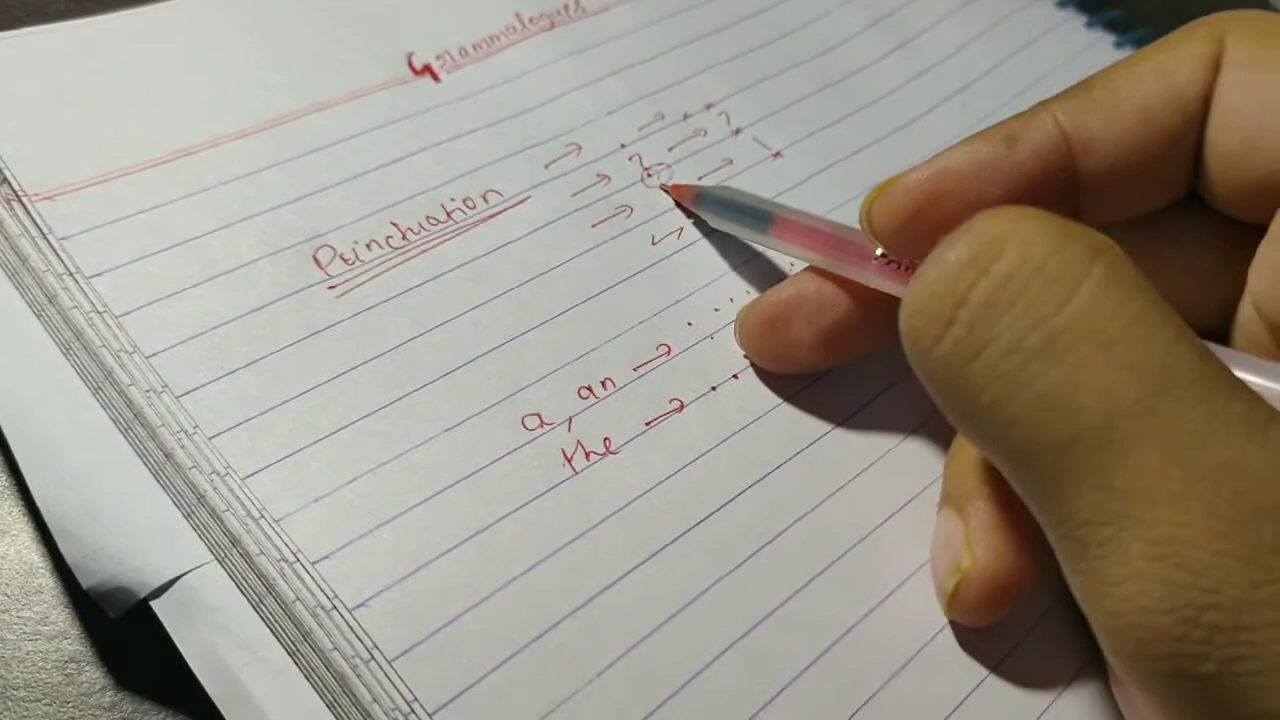 Grammalogues
Punctuation → . → x
→ ? → ?x
→ →
a, an → . . .
the → . .